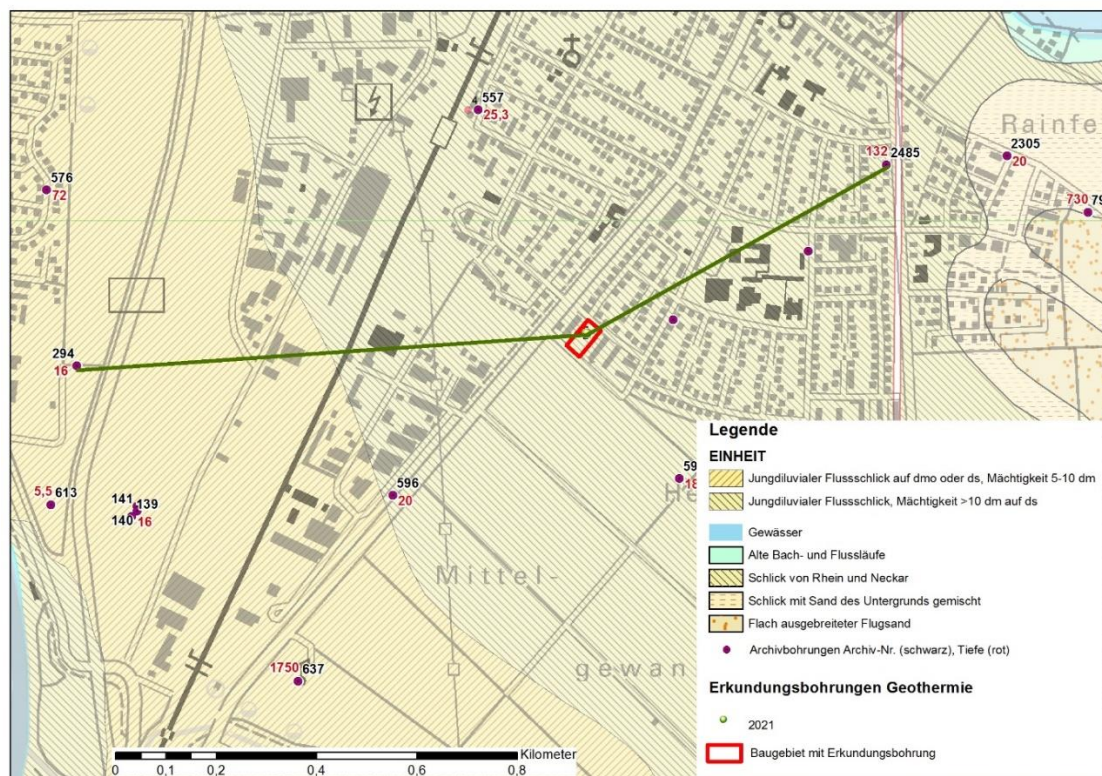 557
25,3
576
72
132 2485
2305
20
Rainfe
730 79
294
16
5,5 613
141 139
140 16
596
20
59
18
He
Mittel-
gewan
1750 637
Kilometer
0 0,1 0,2 0,4 0,6 0,8
Legende
EINHEIT
Jungdiluvialer Flussschlick auf dmo oder ds, Mächtigkeit 5-10 dm
Jungdiluvialer Flussschlick, Mächtigkeit >10 dm auf ds
Gewässer
Alte Bach- und Flussläufe
Schlick von Rhein und Neckar
Schlick mit Sand des Untergrunds gemischt
Flach ausgebreiteter Flugsand
Archivbohrungen Archiv-Nr. (schwarz), Tiefe (rot)
Erkundungsbohrungen Geothermie
2021
Baugebiet mit Erkundungsbohrung